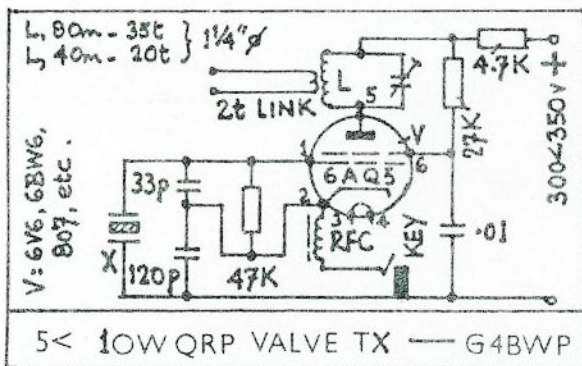 L, 80m - 35t
L, 40m - 20t
1¼"⌀
2t LINK
L
5
4.7K
27K
300<350V
+
V
1
6
6AQ5
2
3
4
33p
120p
47K
X
RFC
KEY
.01
V: 6V6, 6BW6,
807, etc.
5< 10W QRP VALVE TX — G4BWP